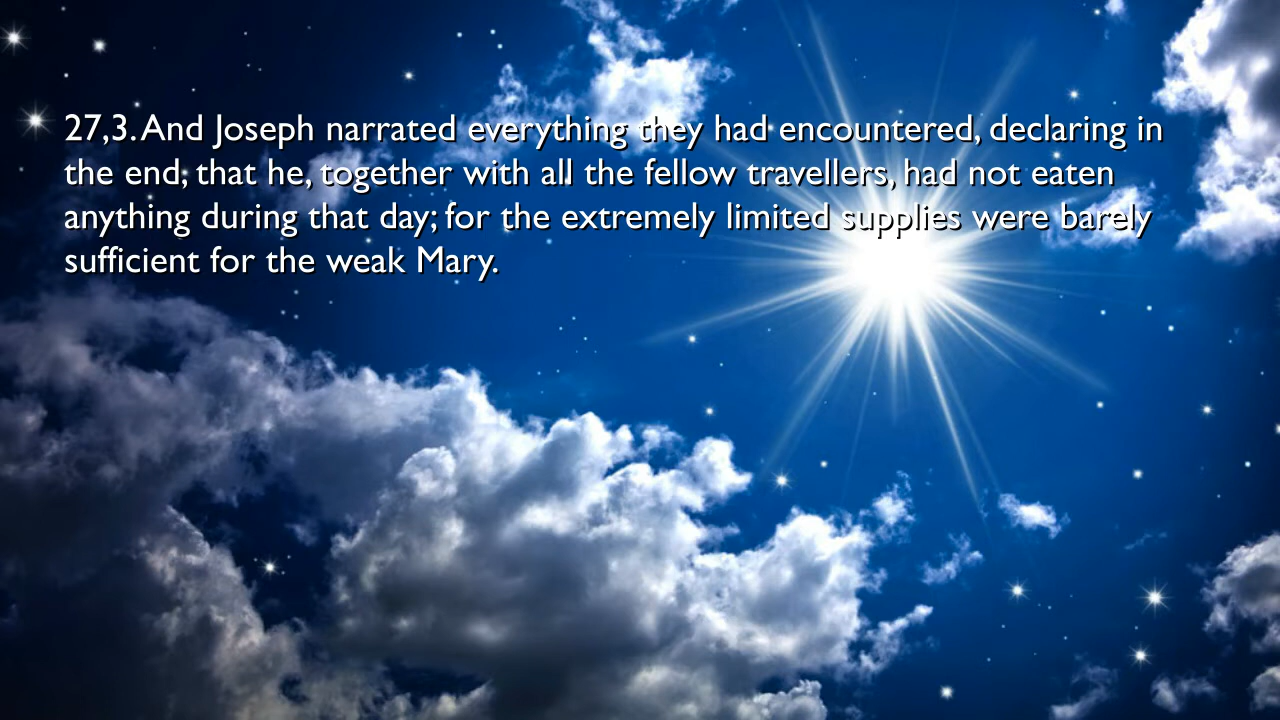 27,3. And Joseph narrated everything they had encountered, declaring in
the end, that he, together with all the fellow travellers, had not eaten
anything during that day; for the extremely limited supplies were barely
sufficient for the weak Mary.